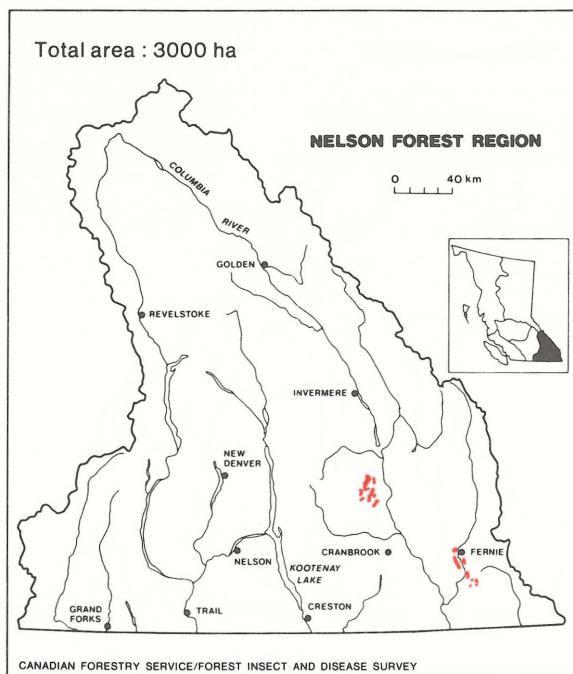 Total area : 3000 ha
NELSON FOREST REGION
0 40 km
COLUMBIA
RIVER
GOLDEN
REVELSTOKE
INVERMERE
NEW
DENVER
NELSON
CRANBROOK
FERNIE
KOOTENAY
LAKE
GRAND
FORKS
TRAIL
CRESTON
CANADIAN FORESTRY SERVICE/FOREST INSECT AND DISEASE SURVEY